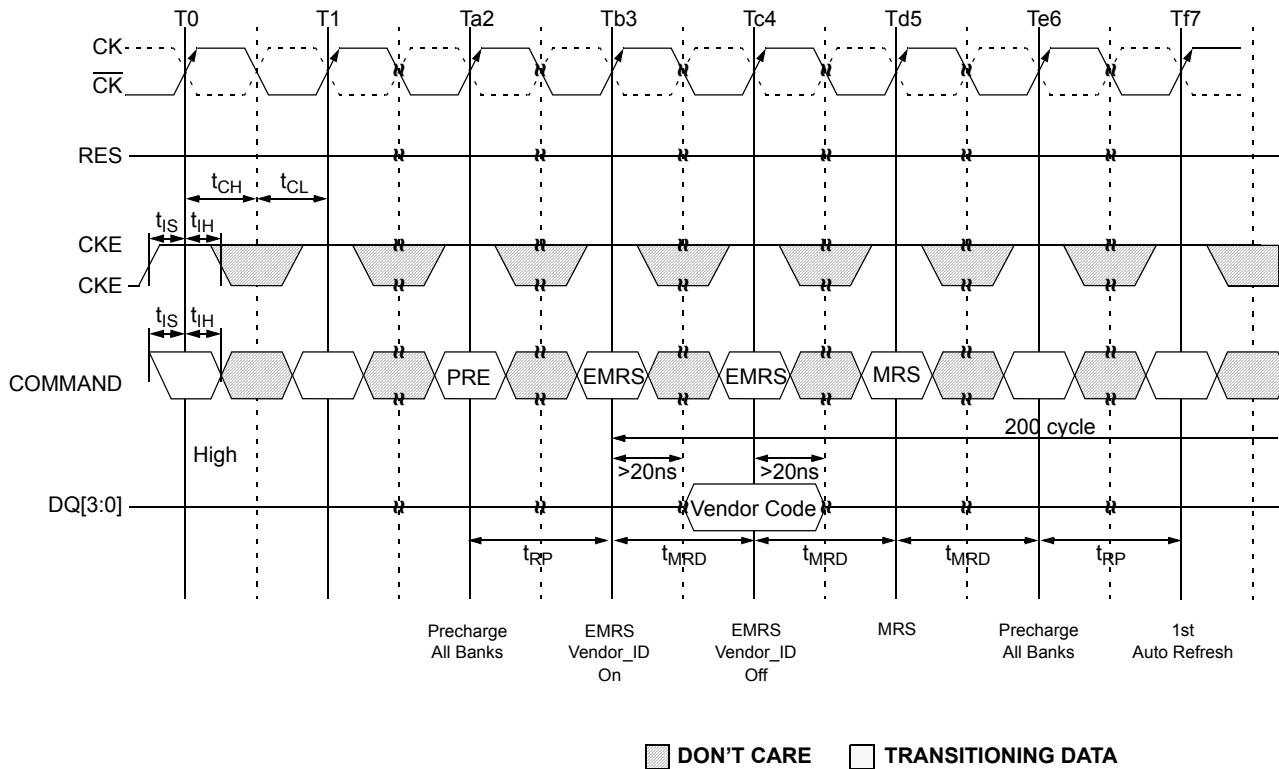 T0 T1 Ta2 Tb3 Tc4 Td5 Te6 Tf7
CK
CK
RES
tCH tCL
tIS tIH
CKE
CKE
tIS tIH
COMMAND PRE EMRS EMRS MRS
200 cycle
High
>20ns >20ns
DQ[3:0] Vendor Code
tRP tMRD tMRD tMRD tRP
Precharge EMRS EMRS MRS Precharge 1st
All Banks Vendor_ID Vendor_ID All Banks Auto Refresh
On Off
DON'T CARE TRANSITIONING DATA